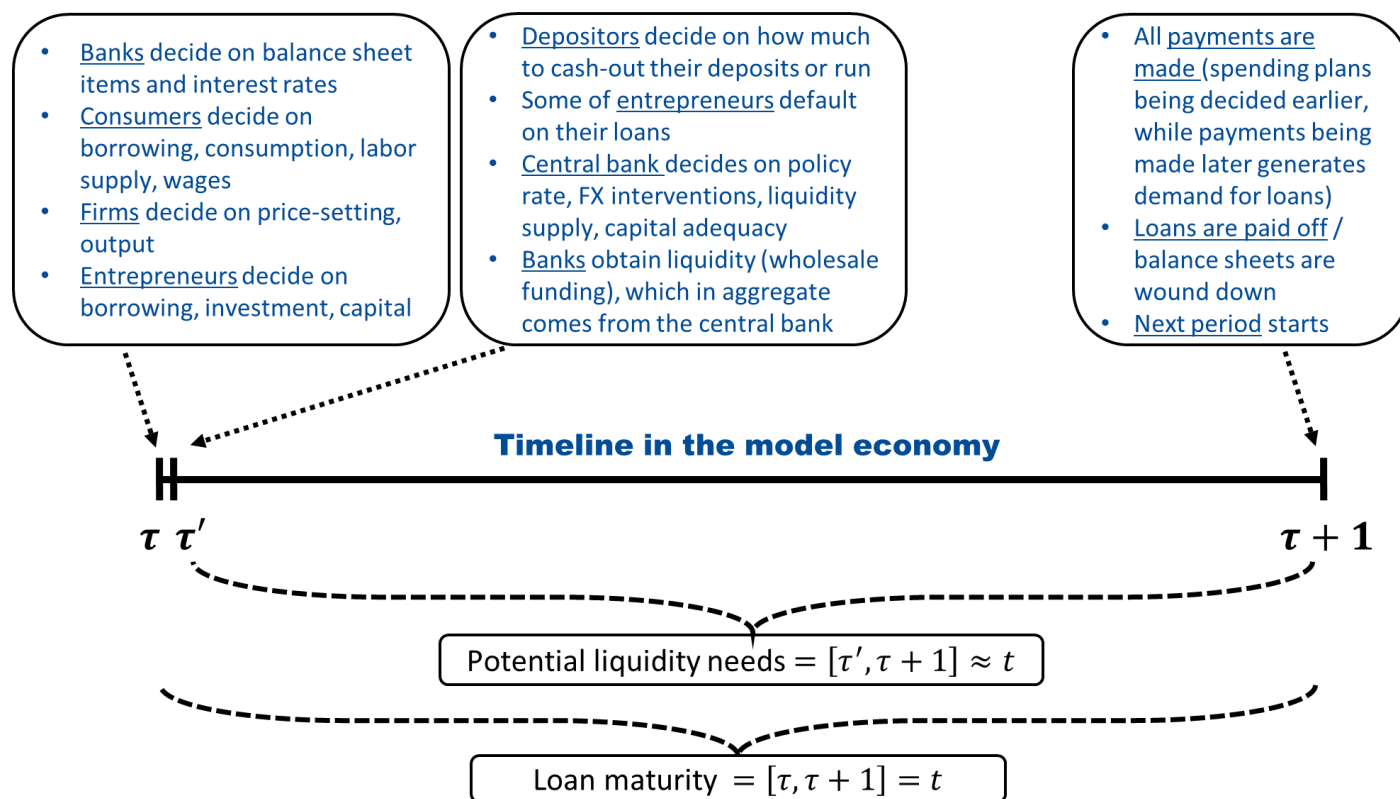 • Banks decide on balance sheet
items and interest rates
• Consumers decide on
borrowing, consumption, labor
supply, wages
• Firms decide on price-setting,
output
• Entrepreneurs decide on
borrowing, investment, capital
• Depositors decide on how much
to cash-out their deposits or run
• Some of entrepreneurs default
on their loans
• Central bank decides on policy
rate, FX interventions, liquidity
supply, capital adequacy
• Banks obtain liquidity (wholesale
funding), which in aggregate
comes from the central bank
• All payments are
made (spending plans
being decided earlier,
while payments being
made later generates
demand for loans)
• Loans are paid off /
balance sheets are
wound down
• Next period starts
Timeline in the model economy
τ τ′ τ + 1
Potential liquidity needs = [τ′, τ + 1] ≈ t
Loan maturity = [τ, τ + 1] = t